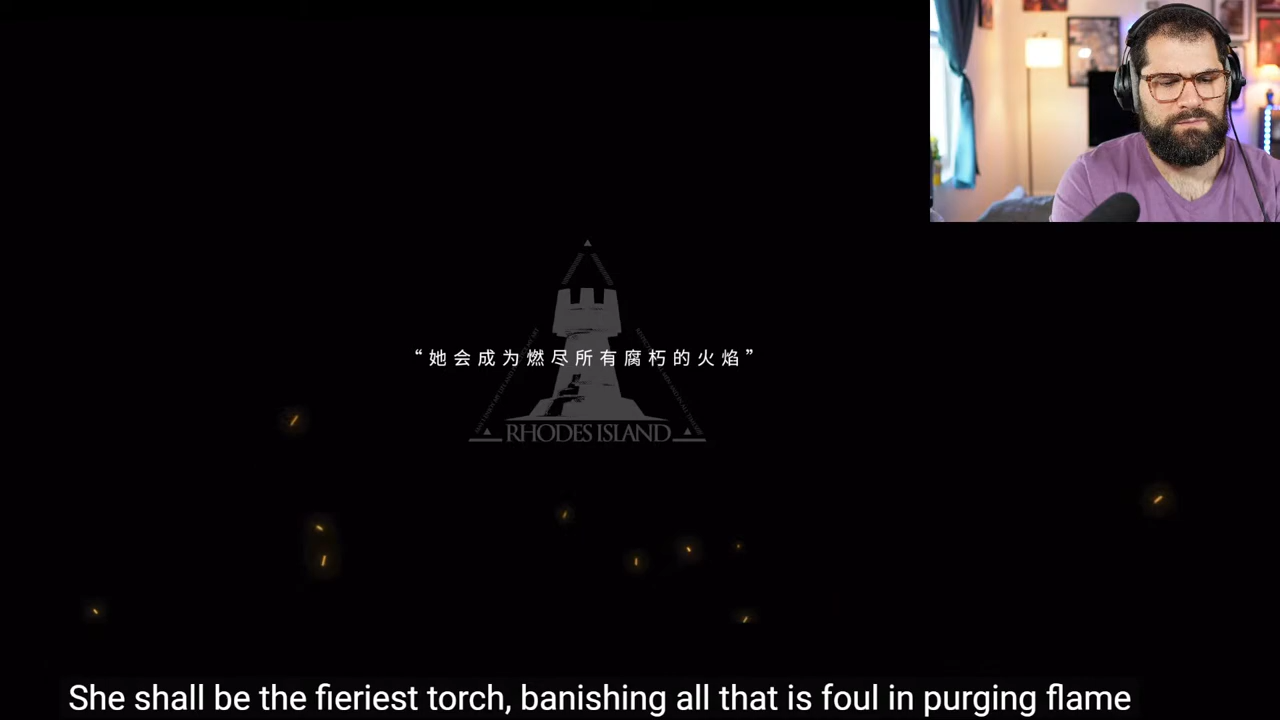 “她会成为燃尽所有腐朽的火焰”
RHODES ISLAND
She shall be the fieriest torch, banishing all that is foul in purging flame